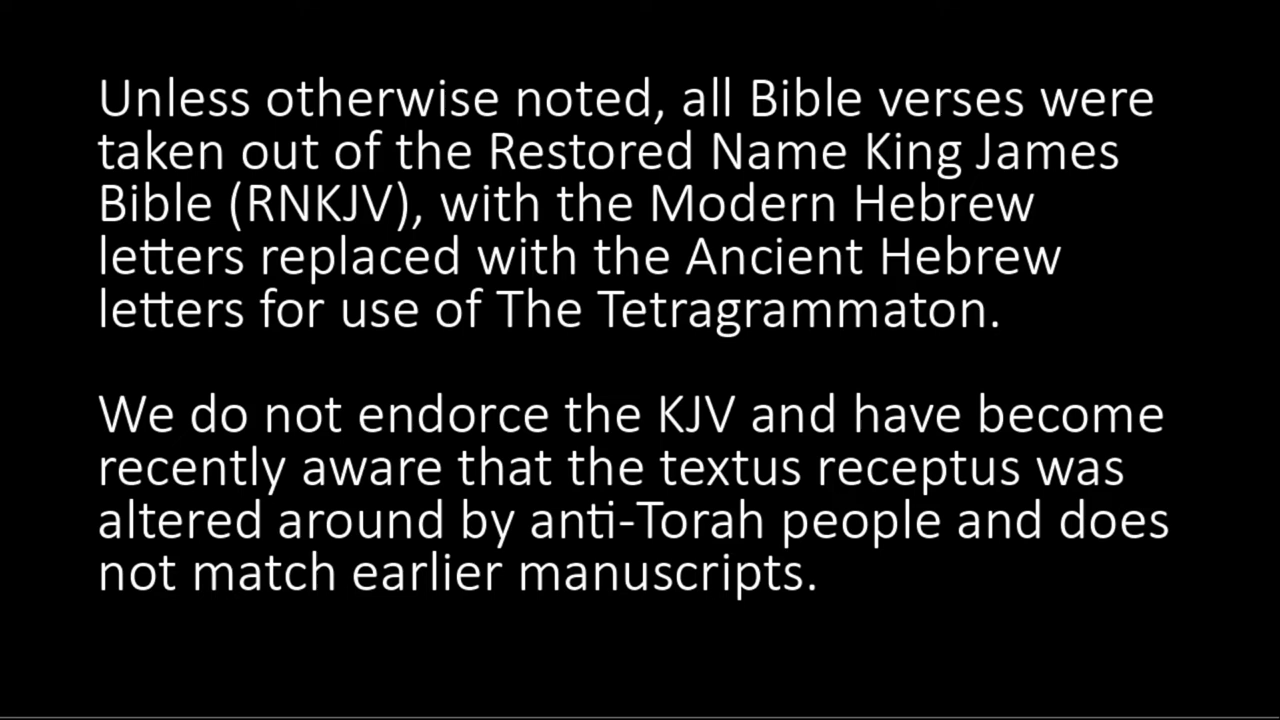 Unless otherwise noted, all Bible verses were
taken out of the Restored Name King James
Bible (RNKJV), with the Modern Hebrew
letters replaced with the Ancient Hebrew
letters for use of The Tetragrammaton.
We do not endorce the KJV and have become
recently aware that the textus receptus was
altered around by anti-Torah people and does
not match earlier manuscripts.